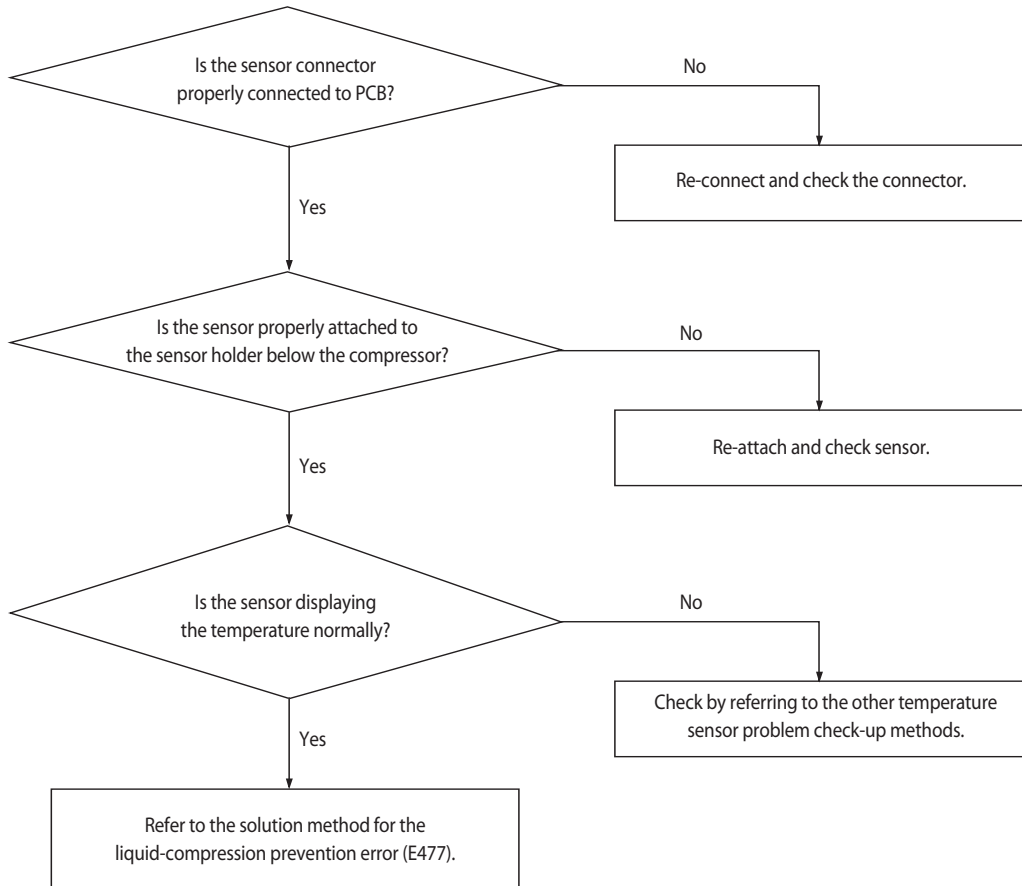 Is the sensor connector
properly connected to PCB?
No
Re-connect and check the connector.
Yes
Is the sensor properly attached to
the sensor holder below the compressor?
No
Re-attach and check sensor.
Yes
Is the sensor displaying
the temperature normally?
No
Check by referring to the other temperature
sensor problem check-up methods.
Yes
Refer to the solution method for the
liquid-compression prevention error (E477).